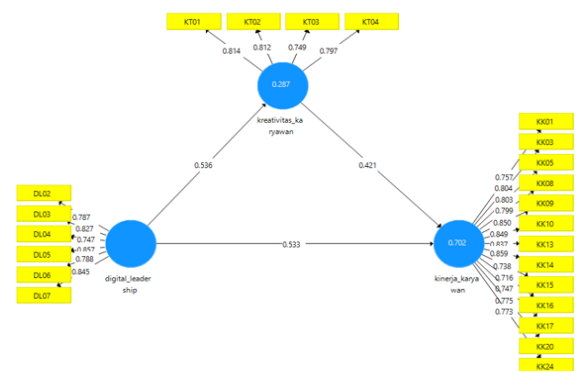 KT01 KT02 KT03 KT04
0.814 0.812 0.749 0.797
0.287
kreativitas_ka
ryawan
0.536
0.421
DL02
DL03
DL04
DL05
DL06
DL07
0.787
0.827
0.747
0.857
0.788
0.845
digital_leader
ship
0.533
0.702
kinerja_karya
wan
0.757
0.804
0.803
0.799
0.850
0.849
0.837
0.859
0.738
0.716
0.747
0.775
0.773
KK01
KK03
KK05
KK08
KK09
KK10
KK13
KK14
KK15
KK16
KK17
KK20
KK24